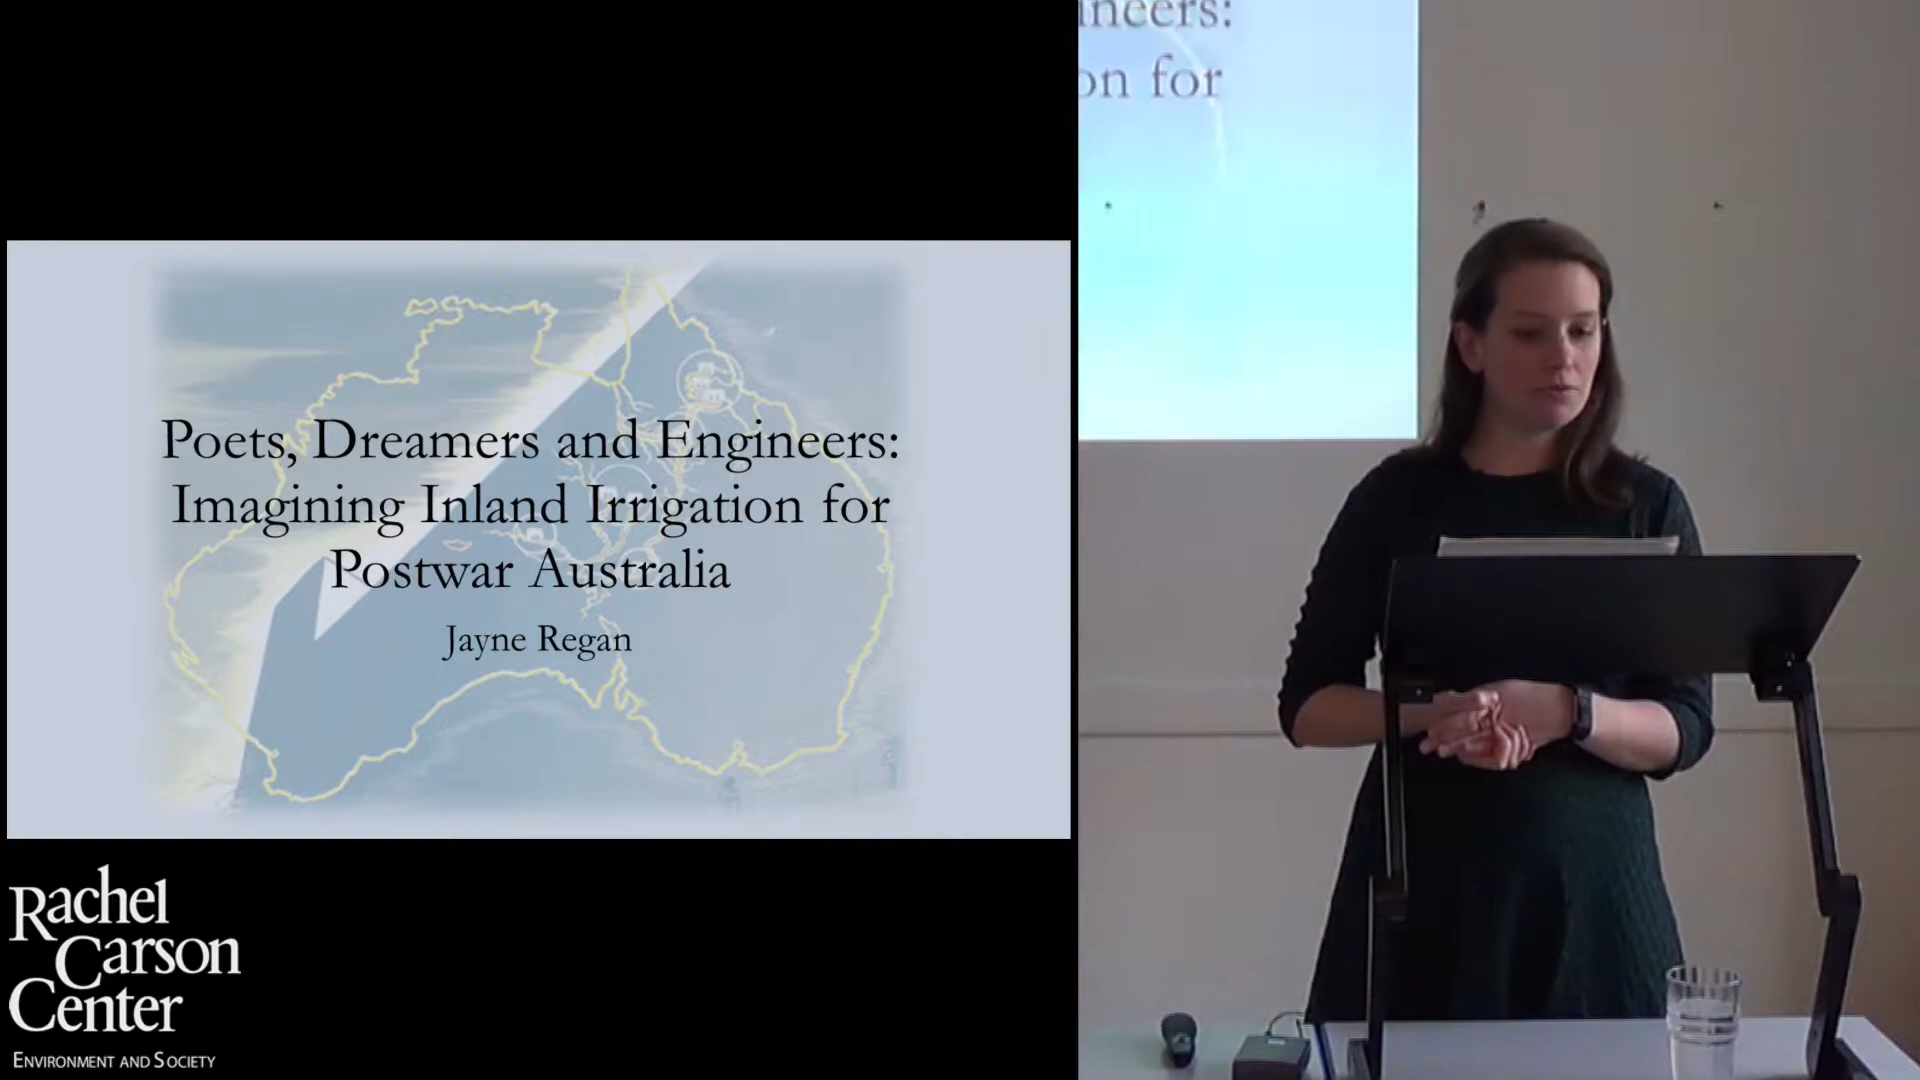 Poets, Dreamers and Engineers:
Imagining Inland Irrigation for
Postwar Australia
Jayne Regan
ineers:
on for
Rachel
Carson
Center
ENVIRONMENT AND SOCIETY